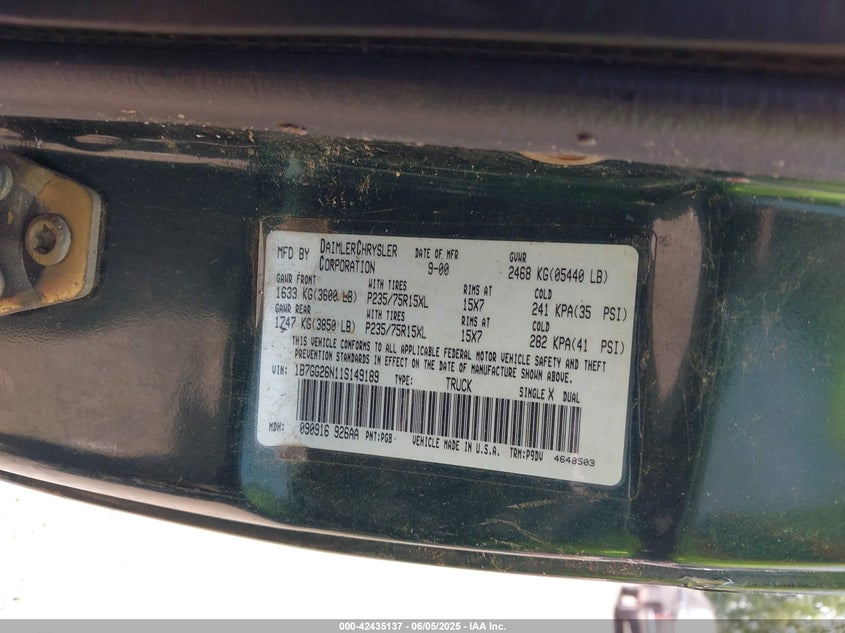 MFD BY DAIMLERCHRYSLER CORPORATION DATE OF MFR 9-00 GVWR 2468 KG(05440 LB)
GAWR FRONT WITH TIRES RIMS AT COLD
1633 KG(3600 LB) P235/75R15XL 15X7 241 KPA(35 PSI)
GAWR REAR WITH TIRES RIMS AT COLD
1747 KG(3850 LB) P235/75R15XL 15X7 282 KPA(41 PSI)
THIS VEHICLE CONFORMS TO ALL APPLICABLE FEDERAL MOTOR VEHICLE SAFETY AND THEFT
PREVENTION STANDARDS IN EFFECT ON THE DATE OF MANUFACTURE SHOWN ABOVE.
VIN: 1B7GG26N11S149189 TYPE: TRUCK SINGLE X DUAL
MDH: 090916 926AA PNT:PGB VEHICLE MADE IN U.S.A. TRM:P9DV 4648503
000-42435137 - 06/05/2025 - IAA Inc.